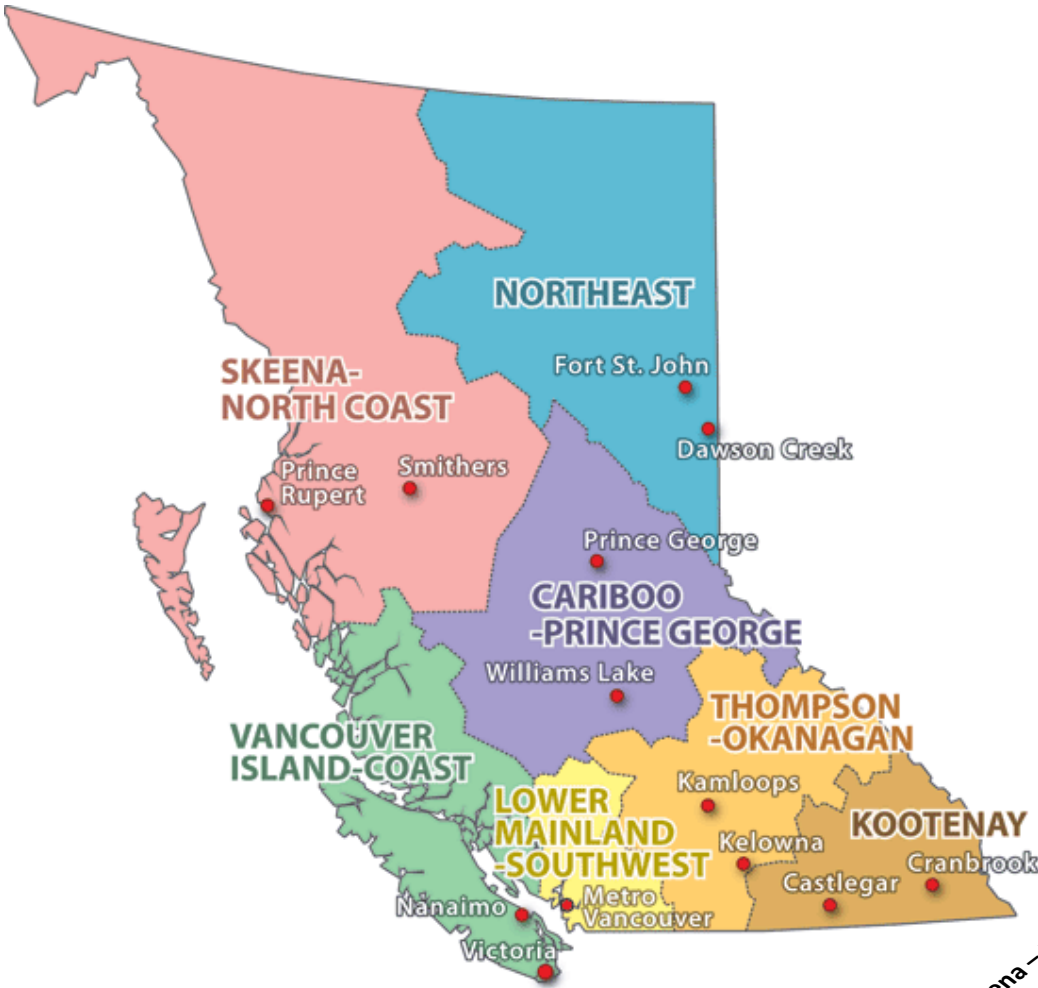 NORTHEAST
Fort St. John
SKEENA-
NORTH COAST
Dawson Creek
Prince
Rupert
Smithers
Prince George
CARIBOO
-PRINCE GEORGE
Williams Lake
THOMPSON
-OKANAGAN
VANCOUVER
ISLAND-COAST
Kamloops
LOWER
MAINLAND
-SOUTHWEST
KOOTENAY
Kelowna
Cranbrook
Castlegar
Metro
Vancouver
Nanaimo
Victoria